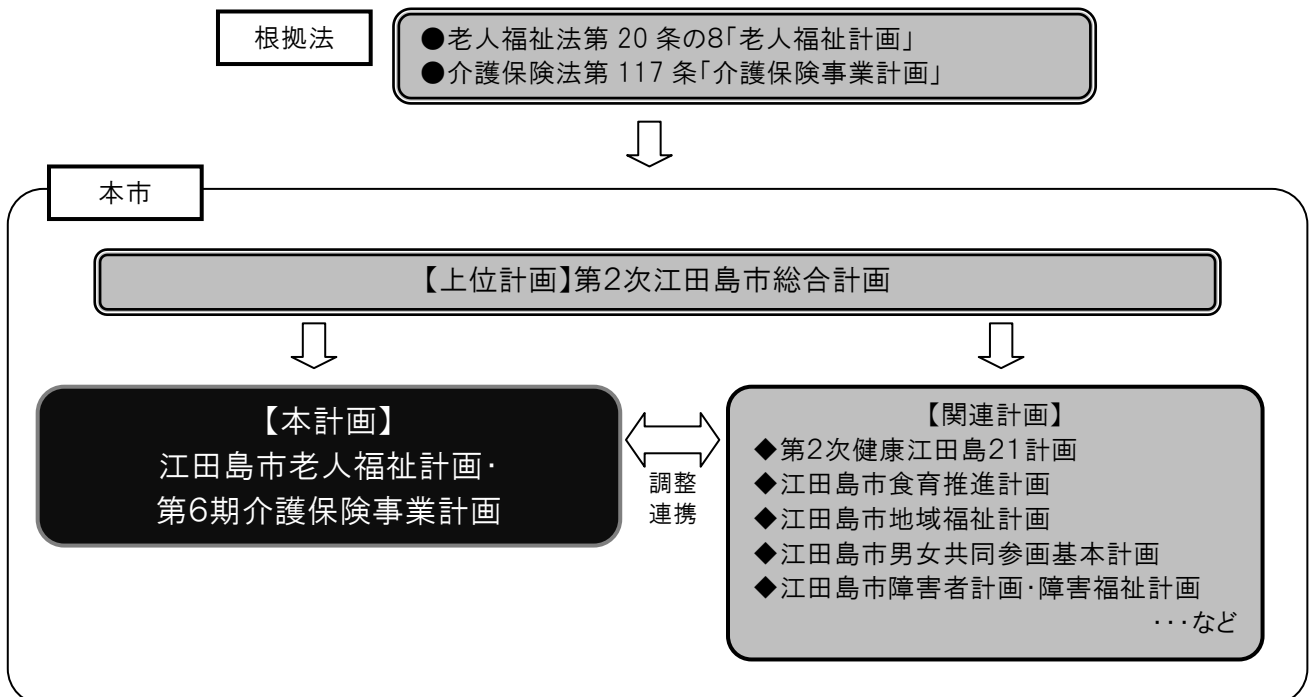 根拠法
●老人福祉法第 20 条の8「老人福祉計画」
●介護保険法第 117 条「介護保険事業計画」
本市
【上位計画】第2次江田島市総合計画
【本計画】
江田島市老人福祉計画・
第6期介護保険事業計画
調整
連携
【関連計画】
◆第2次健康江田島21計画
◆江田島市食育推進計画
◆江田島市地域福祉計画
◆江田島市男女共同参画基本計画
◆江田島市障害者計画・障害福祉計画
・・・など